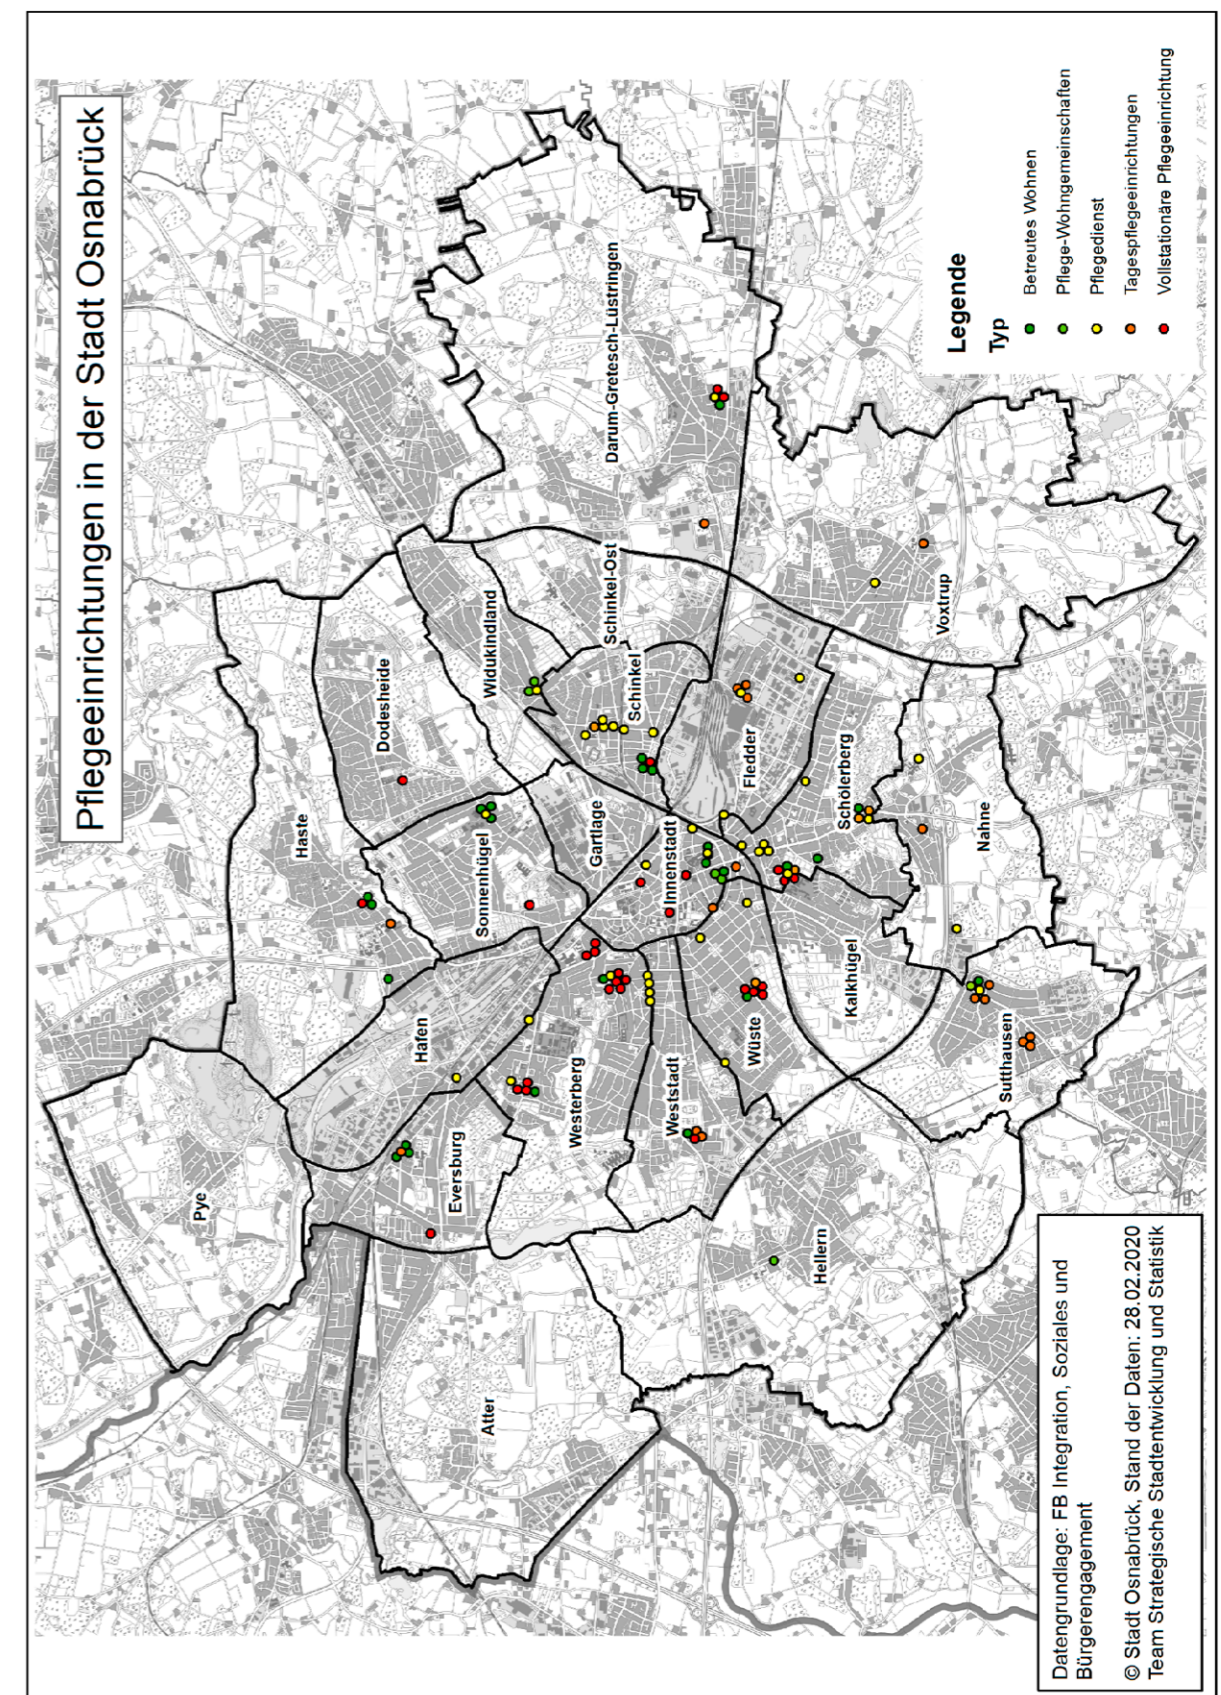 Pflegeeinrichtungen in der Stadt Osnabrück
Pye
Haste
Dodesheide
Sonnenhügel
Hafen
Eversburg
Atter
Widukindland
Schinkel-Ost
Schinkel
Gartlage
Darum-Gretesch-Lüstringen
Innenstadt
Westerberg
Weststadt
Wüste
Fledder
Schölerberg
Kalkhügel
Voxtrup
Nahne
Sutthausen
Hellern
Legende
Typ
Betreutes Wohnen
Pflege-Wohngemeinschaften
Pflegedienst
Tagespflegeeinrichtungen
Vollstationäre Pflegeeinrichtung
Datengrundlage: FB Integration, Soziales und
Bürgerengagement
© Stadt Osnabrück, Stand der Daten: 28.02.2020
Team Strategische Stadtentwicklung und Statistik